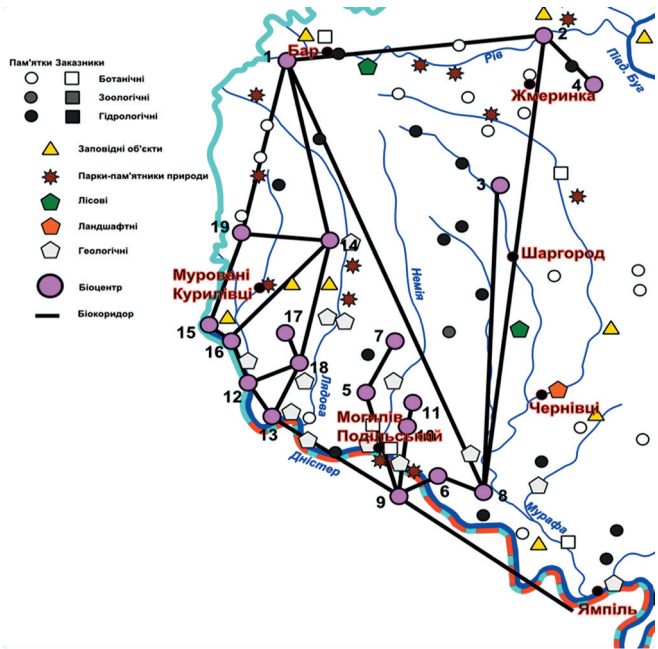 Пам'ятки Заказники
Ботанічні
Зоологічні
Гідрологічні
Заповідні об'єкти
Парки-пам'ятники природи
Лісові
Ландшафтні
Геологічні
Біоцентр
Біокоридор
1
Бар
2
Рів
Півд. Буг
4
Жмеринка
3
19
14
Шаргород
Муровані
Курилівці
Немія
15
16
17
7
18
12
5
Лядова
13
11
Чернівці
Могилів
Подільський
10
Дністер
9
6
8
Мурафа
Ямпіль